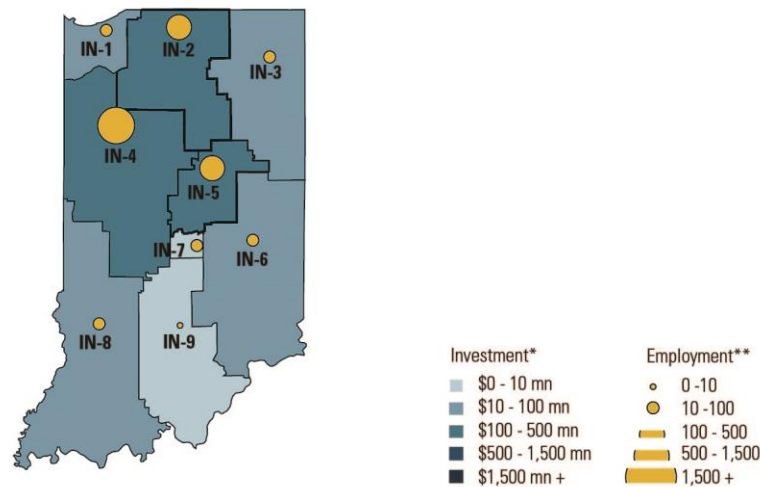 IN-1
IN-2
IN-3
IN-4
IN-5
IN-7
IN-6
IN-8
IN-9
Investment*
$0 - 10 mn
$10 - 100 mn
$100 - 500 mn
$500 - 1,500 mn
$1,500 mn +
Employment**
0 -10
10 -100
100 - 500
500 - 1,500
1,500 +